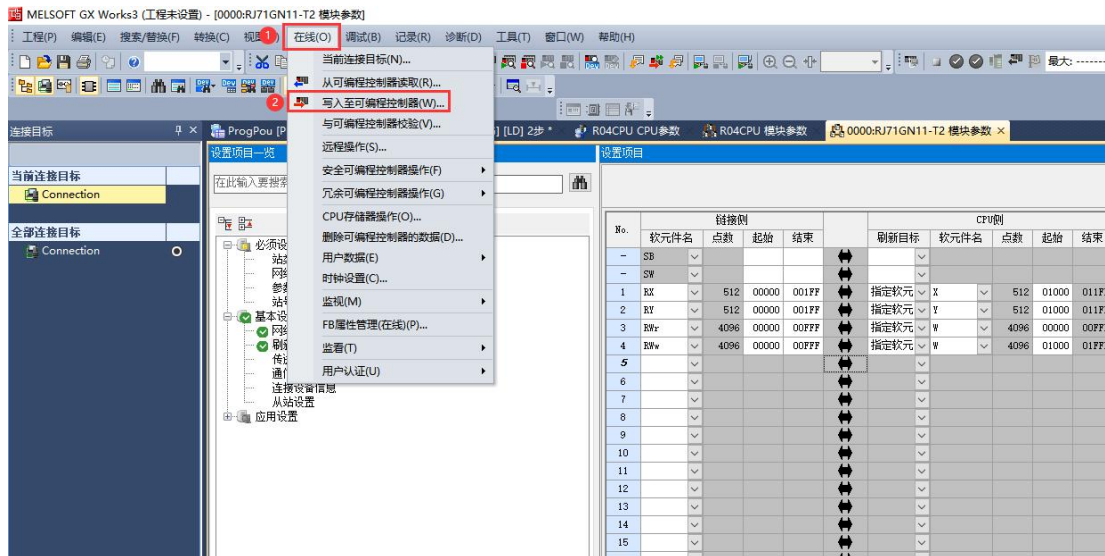 MELSOFT GX Works3 (工程未设置) - [0000:RJ71GN11-T2 模块参数]
工程(P) 编辑(E) 搜索/替换(F) 转换(C) 1 在线(O) 调试(B) 记录(R) 诊断(D) 工具(T) 窗口(W) 帮助(H)
最大:
当前连接目标(N)...
从可编程控制器读取(R)...
2 写入至可编程控制器(W)...
与可编程控制器校验(V)...
远程操作(S)...
安全可编程控制器操作(F)
冗余可编程控制器操作(G)
CPU存储器操作(O)...
删除可编程控制器的数据(D)...
用户数据(E)
时钟设置(C)...
监视(M)
FB属性管理(在线)(P)...
监看(T)
用户认证(U)
连接目标
当前连接目标
Connection
全部连接目标
Connection
ProgPou [P [LD] 2步 * R04CPU CPU参数 R04CPU 模块参数 0000:RJ71GN11-T2 模块参数
设置项目一览
在此输入要搜索
必须设
站
网
参
站
基本设
网
刷
传
通
连接设备信息
从站设置
应用设置
设置项目
No. 链接侧 CPU侧
软元件名 点数 起始 结束 刷新目标 软元件名 点数 起始 结束
- SB
- SW
1 RX 512 00000 001FF 指定软元 X 512 01000 011F
2 RY 512 00000 001FF 指定软元 Y 512 01000 011F
3 RWr 4096 00000 00FFF 指定软元 W 4096 00000 00FF
4 RWw 4096 00000 00FFF 指定软元 W 4096 01000 01FF
5
6
7
8
9
10
11
12
13
14
15